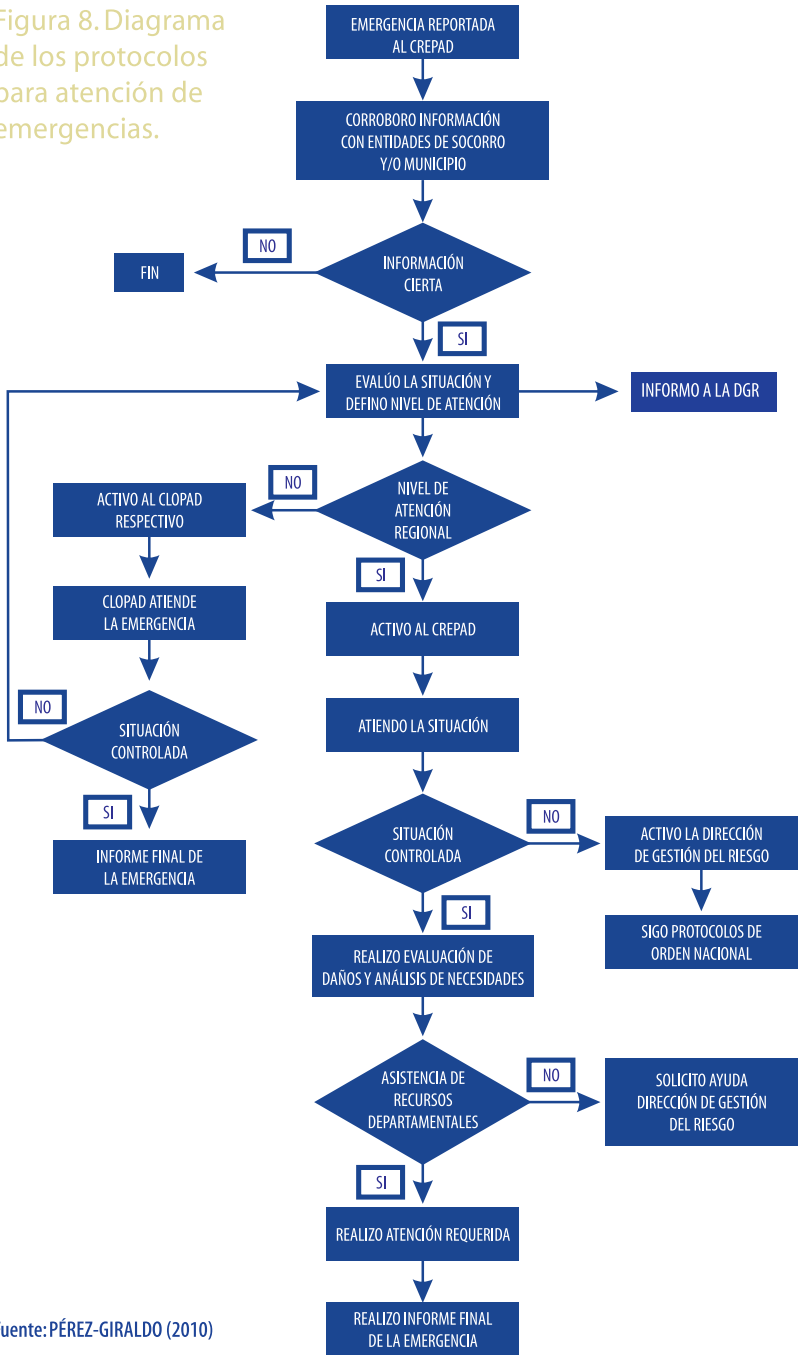 Figura 8. Diagrama
de los protocolos
para atención de
emergencias.
EMERGENCIA REPORTADA
AL CREPAD
CORROBORO INFORMACIÓN
CON ENTIDADES DE SOCORRO
Y/O MUNICIPIO
INFORMACIÓN
CIERTA
NO
FIN
SI
EVALÚO LA SITUACIÓN Y
DEFINO NIVEL DE ATENCIÓN
INFORMO A LA DGR
NIVEL DE
ATENCIÓN
REGIONAL
NO
ACTIVO AL CLOPAD
RESPECTIVO
CLOPAD ATIENDE
LA EMERGENCIA
SITUACIÓN
CONTROLADA
NO
SI
INFORME FINAL DE
LA EMERGENCIA
SI
ACTIVO AL CREPAD
ATIENDO LA SITUACIÓN
SITUACIÓN
CONTROLADA
NO
ACTIVO LA DIRECCIÓN
DE GESTIÓN DEL RIESGO
SIGO PROTOCOLOS DE
ORDEN NACIONAL
SI
REALIZO EVALUACIÓN DE
DAÑOS Y ANÁLISIS DE NECESIDADES
ASISTENCIA DE
RECURSOS
DEPARTAMENTALES
NO
SOLICITO AYUDA
DIRECCIÓN DE GESTIÓN
DEL RIESGO
SI
REALIZO ATENCIÓN REQUERIDA
REALIZO INFORME FINAL
DE LA EMERGENCIA
Fuente: PÉREZ-GIRALDO (2010)